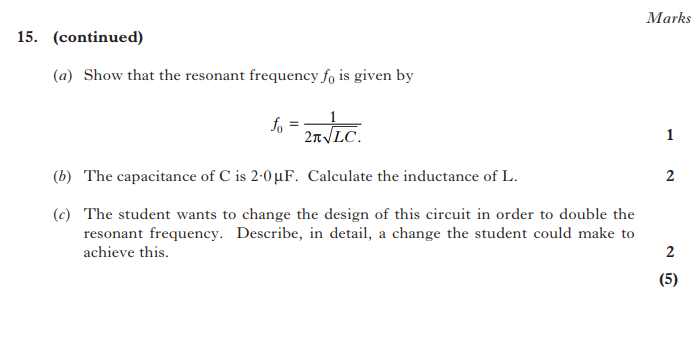 Marks
15. (continued)
(a) Show that the resonant frequency f₀ is given by
f₀ = 1 / 2π√LC.
1
(b) The capacitance of C is 2·0 μF. Calculate the inductance of L. 2
(c) The student wants to change the design of this circuit in order to double the
resonant frequency. Describe, in detail, a change the student could make to
achieve this. 2
(5)